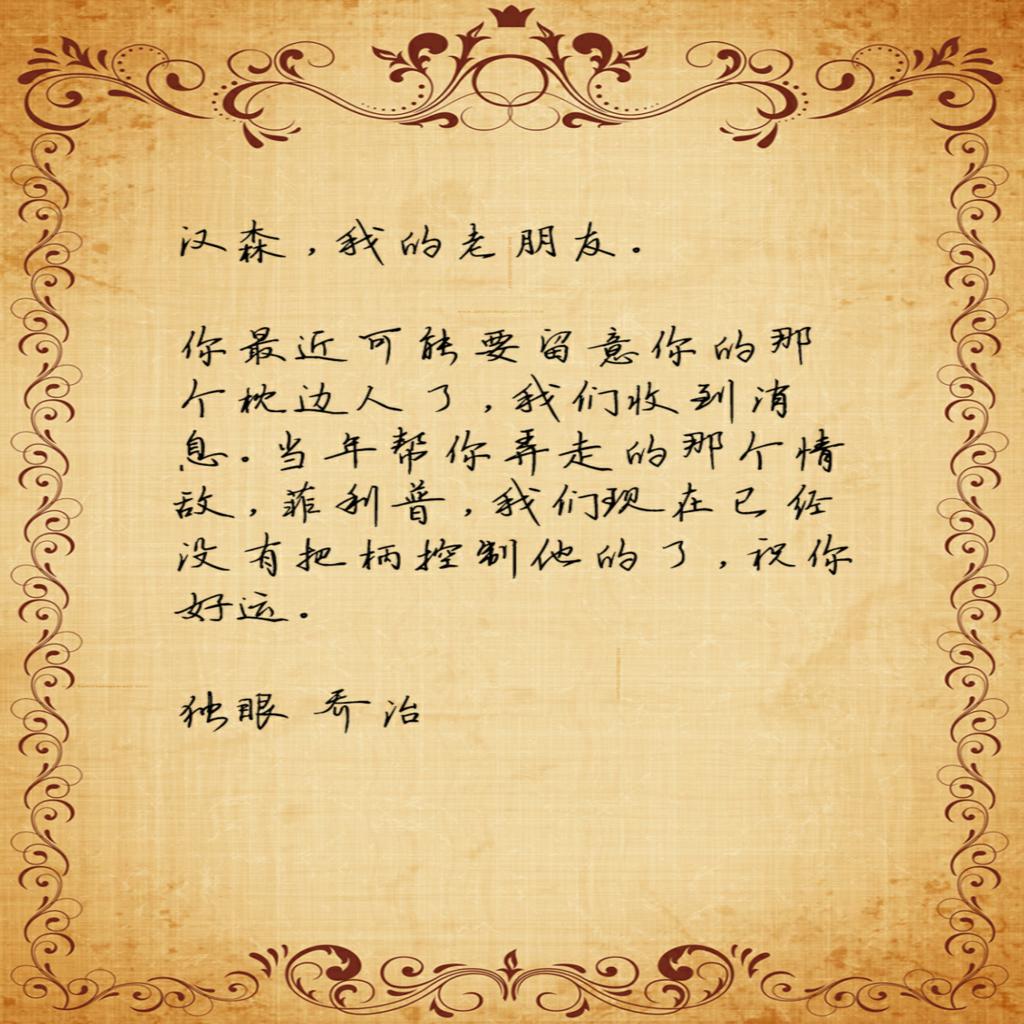 汉森，我的老朋友。
你最近可能要留意你的那
个枕边人了，我们收到消
息。当年帮你弄走的那个情
敌，菲利普，我们现在已经
没有把柄控制他的了，祝你
好运。
独眼 乔治